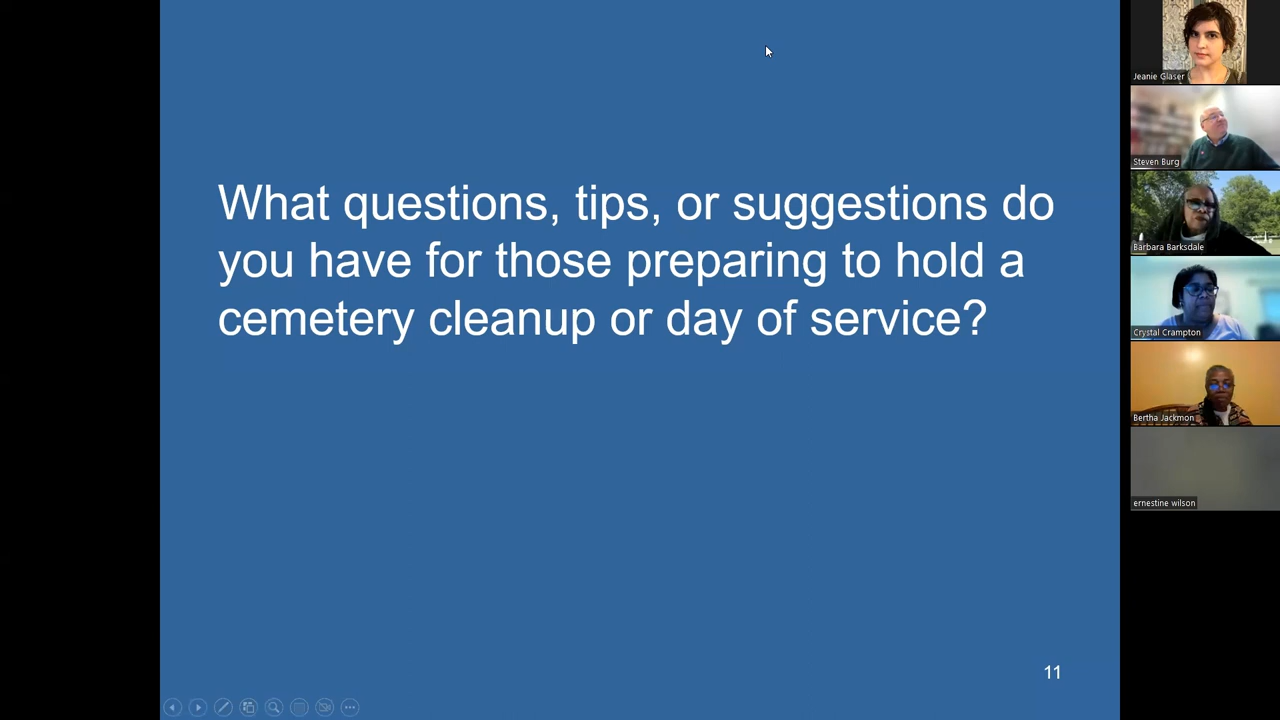 What questions, tips, or suggestions do
you have for those preparing to hold a
cemetery cleanup or day of service?
11
Jeanie Glaser
Steven Burg
Barbara Barksdale
Crystal Crampton
Bertha Jackmon
ernestine wilson